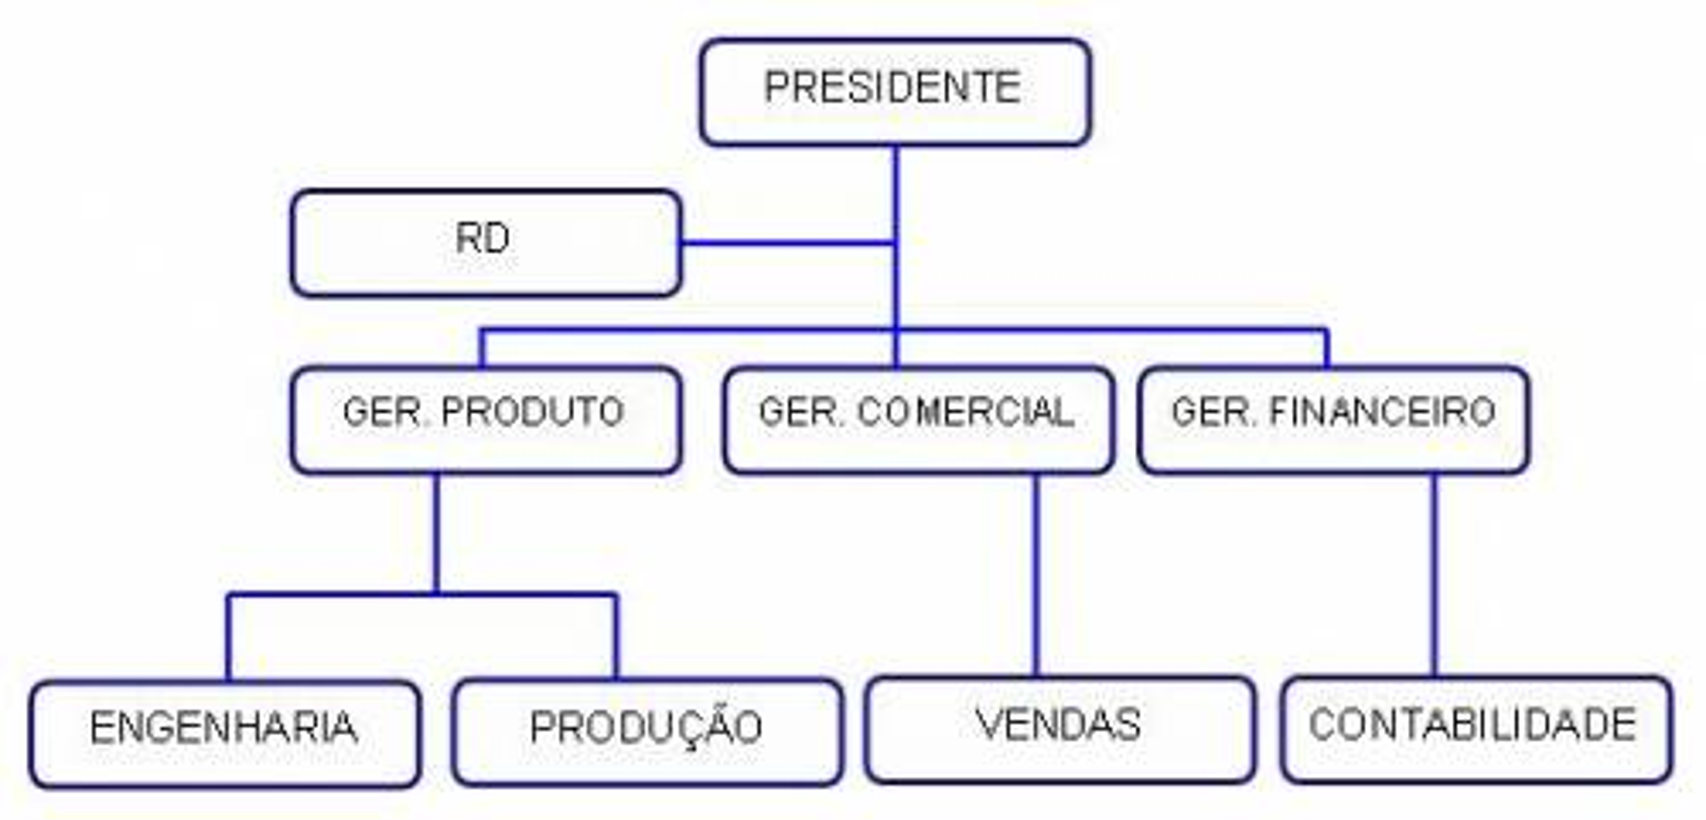 PRESIDENTE
RD
GER. PRODUTO
GER. COMERCIAL
GER. FINANCEIRO
ENGENHARIA
PRODUÇÃO
VENDAS
CONTABILIDADE